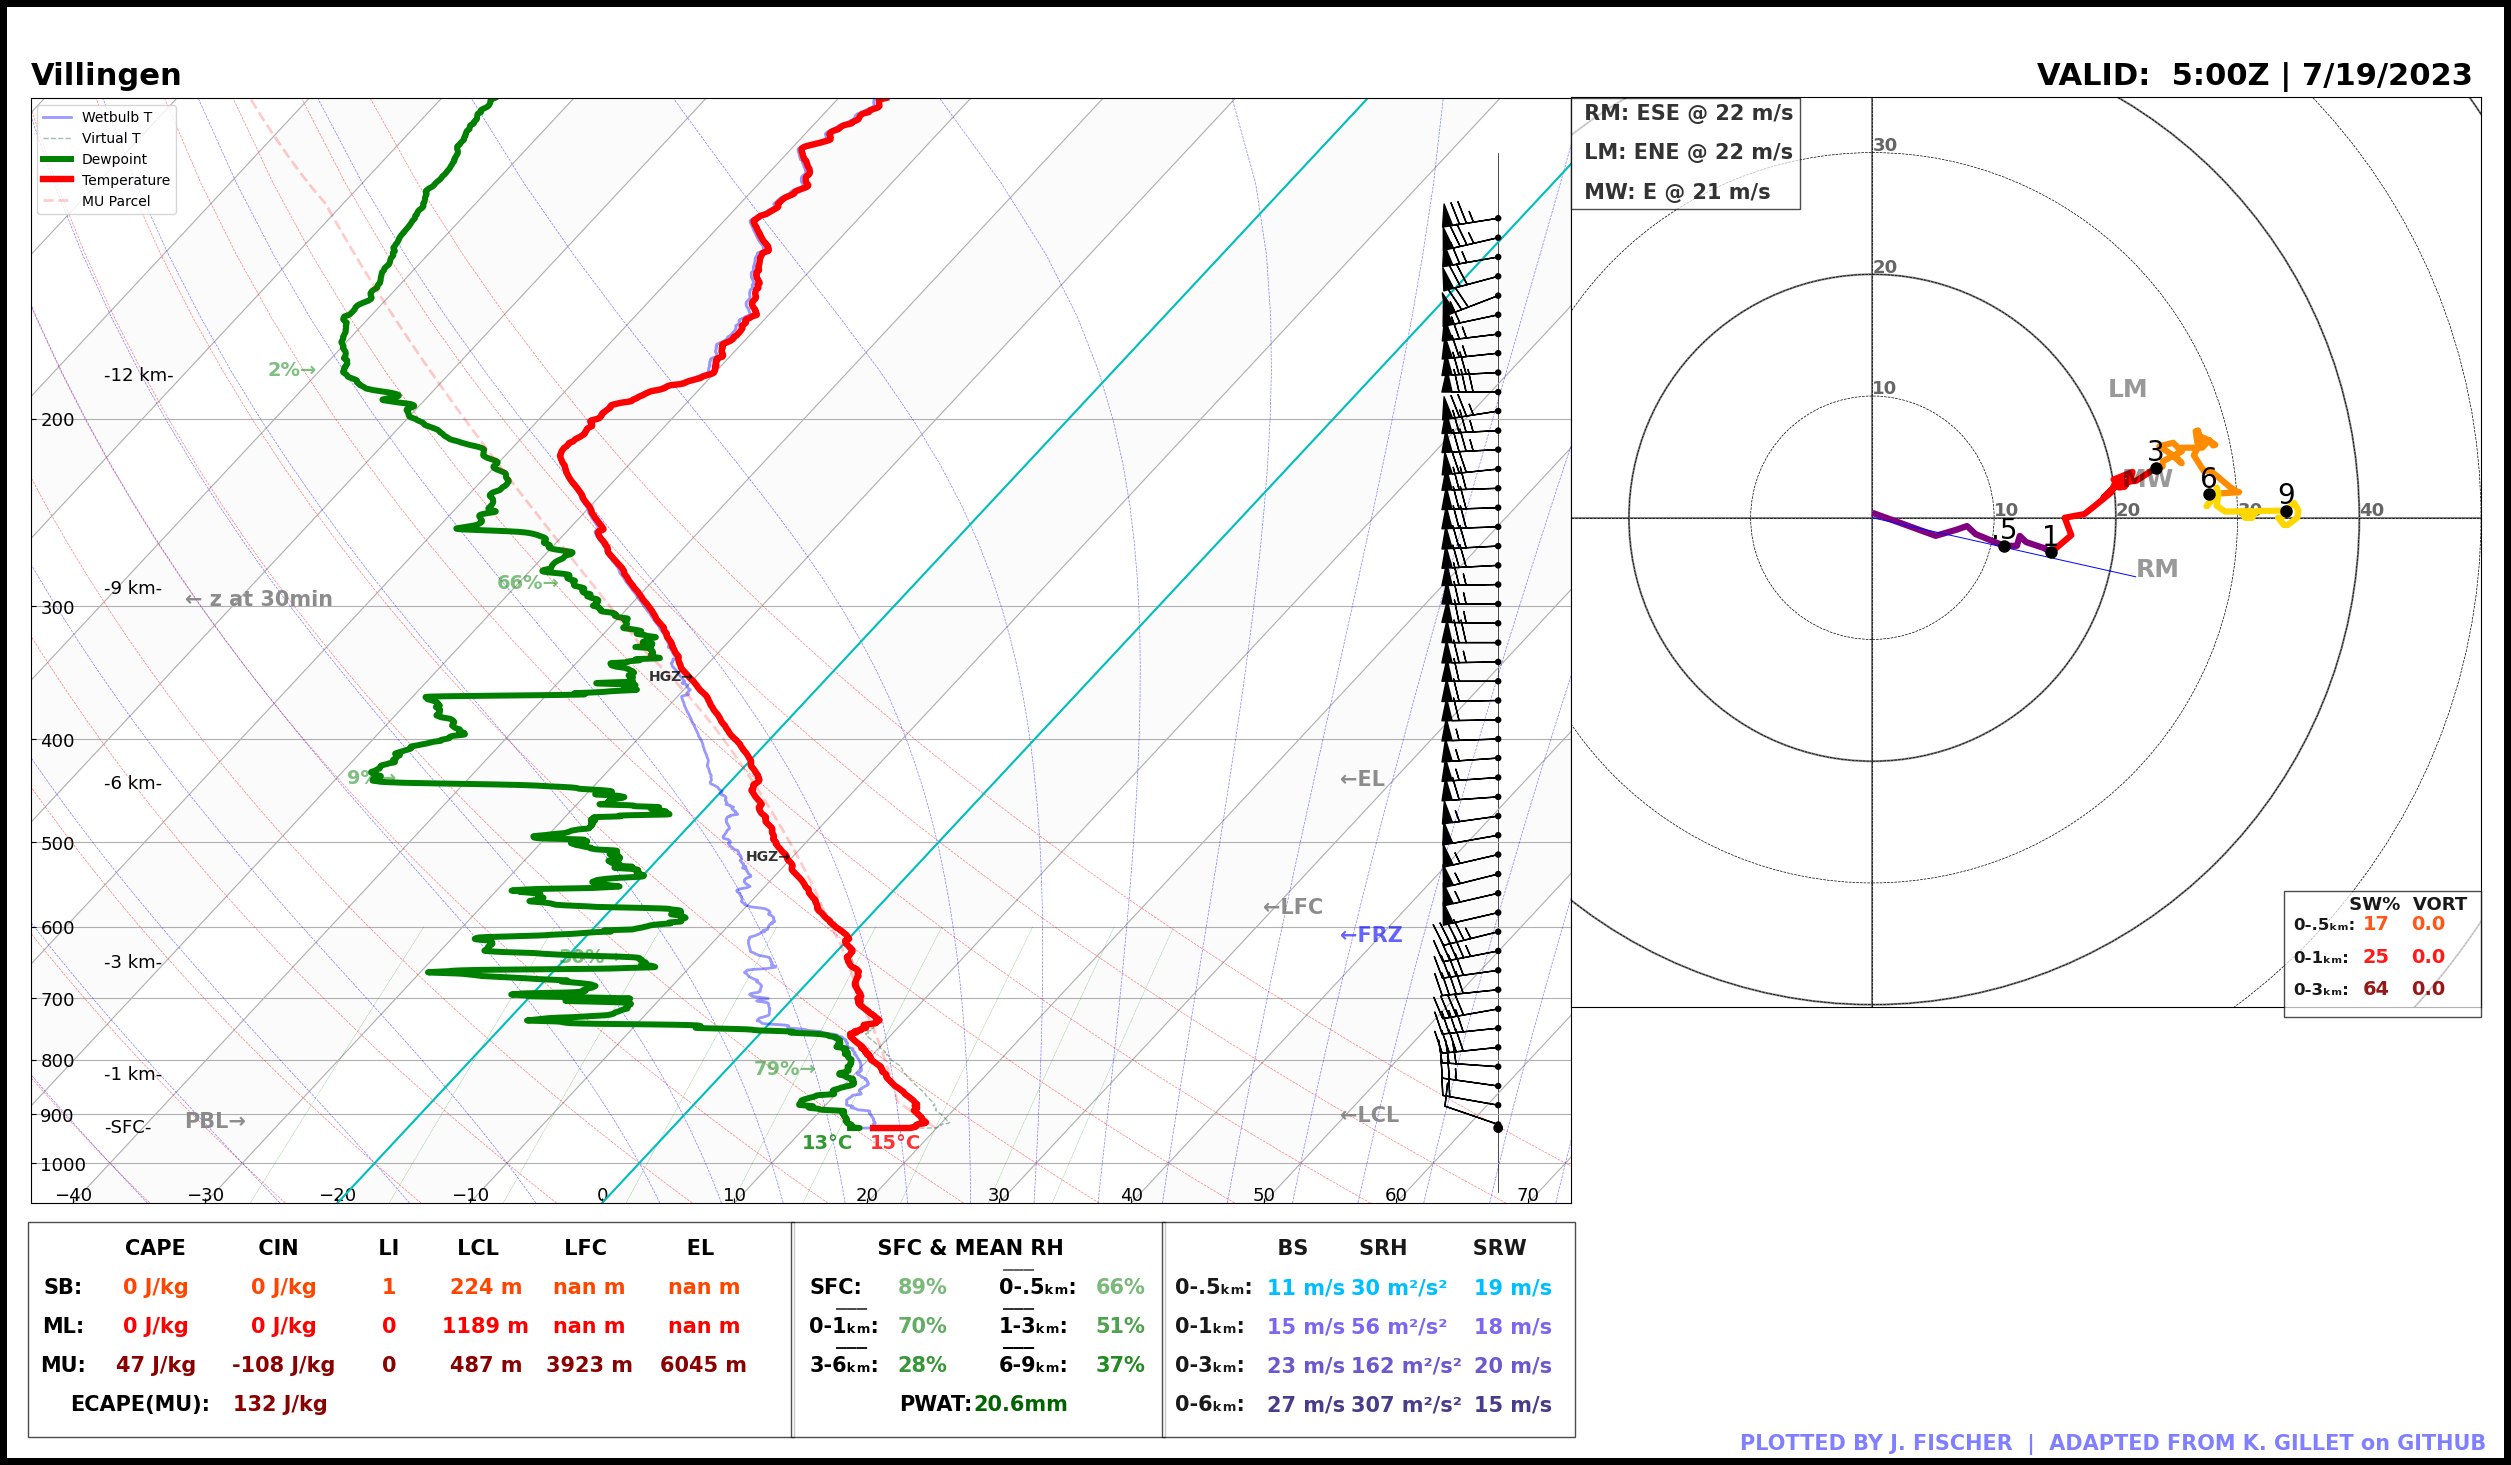 Villingen
VALID: 5:00Z | 7/19/2023
Wetbulb T
Virtual T
Dewpoint
Temperature
MU Parcel
RM: ESE @ 22 m/s
LM: ENE @ 22 m/s
MW: E @ 21 m/s
2%→
-12 km-
200
66%→
-9 km-
← z at 30min
300
HGZ→
400
9%→
-6 km-
←EL
500
HGZ→
←LFC
600
←FRZ
-3 km-
700
800
79%→
-1 km-
900
PBL→
←LCL
-SFC-
13°C 15°C
1000
−40 −30 −20 −10 0 10 20 30 40 50 60 70
30
20
10
LM
3
MW
6
9
10 20 30 40
.5 1
RM
SW% VORT
0-.5ₖₘ: 17 0.0
0-1ₖₘ: 25 0.0
0-3ₖₘ: 64 0.0
CAPE CIN LI LCL LFC EL
SB: 0 J/kg 0 J/kg 1 224 m nan m nan m
ML: 0 J/kg 0 J/kg 0 1189 m nan m nan m
MU: 47 J/kg -108 J/kg 0 487 m 3923 m 6045 m
ECAPE(MU): 132 J/kg
SFC & MEAN RH
SFC: 89% 0-.5ₖₘ: 66%
0-1ₖₘ: 70% 1-3ₖₘ: 51%
3-6ₖₘ: 28% 6-9ₖₘ: 37%
PWAT: 20.6mm
BS SRH SRW
0-.5ₖₘ: 11 m/s 30 m²/s² 19 m/s
0-1ₖₘ: 15 m/s 56 m²/s² 18 m/s
0-3ₖₘ: 23 m/s 162 m²/s² 20 m/s
0-6ₖₘ: 27 m/s 307 m²/s² 15 m/s
PLOTTED BY J. FISCHER | ADAPTED FROM K. GILLET on GITHUB